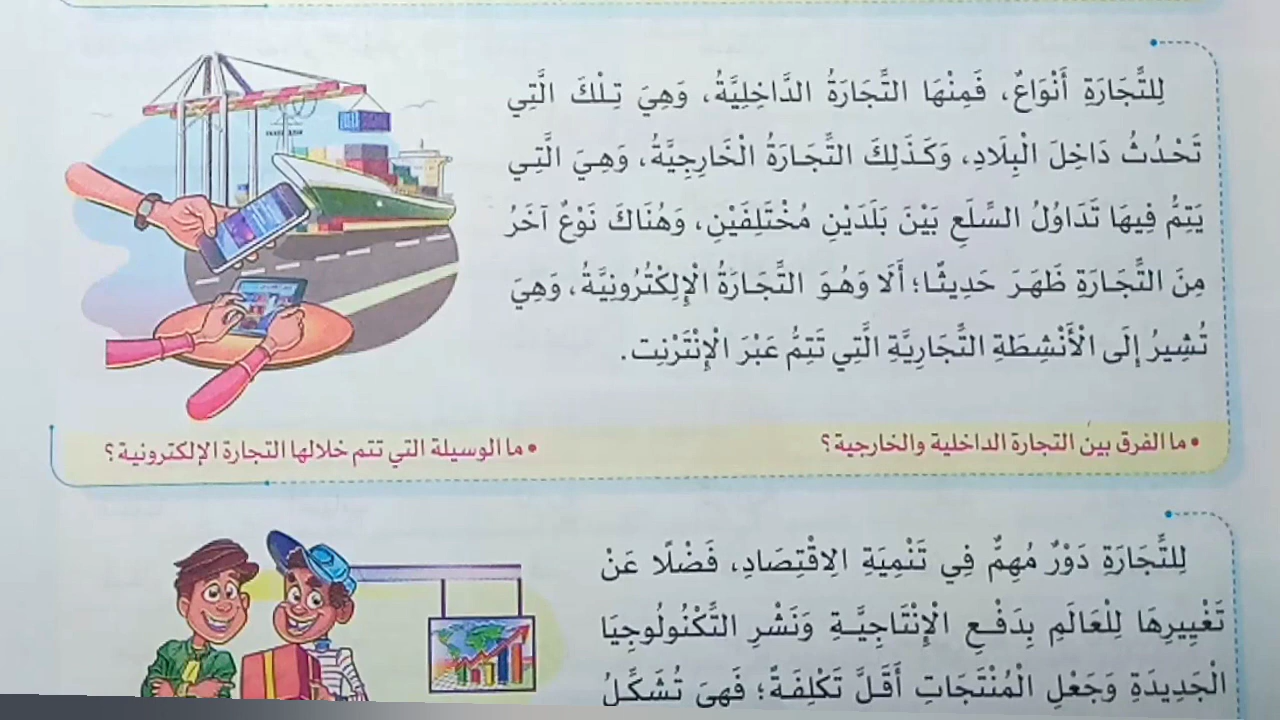 لِلتِّجَارَةِ أَنْوَاعٌ، فَمِنْهَا التِّجَارَةُ الدَّاخِلِيَّةُ، وَهِيَ تِلْكَ الَّتِي
تَحْدُثُ دَاخِلَ الْبِلَادِ، وَكَذَلِكَ التِّجَارَةُ الْخَارِجِيَّةُ، وَهِيَ الَّتِي
يَتِمُّ فِيهَا تَدَاوُلُ السِّلَعِ بَيْنَ بَلَدَيْنِ مُخْتَلِفَيْنِ، وَهُنَاكَ نَوْعٌ آخَرُ
مِنَ التِّجَارَةِ ظَهَرَ حَدِيثًا؛ أَلَا وَهُوَ التِّجَارَةُ الْإِلِكْتُرُونِيَّةُ، وَهِيَ
تُشِيرُ إِلَى الْأَنْشِطَةِ التِّجَارِيَّةِ الَّتِي تَتِمُّ عَبْرَ الْإِنْتَرْنِت.
• ما الفرق بين التجارة الداخلية والخارجية؟
• ما الوسيلة التي تتم خلالها التجارة الإلكترونية؟
لِلتِّجَارَةِ دَوْرٌ مُهِمٌّ فِي تَنْمِيَةِ الِاقْتِصَادِ، فَضْلًا عَنْ
تَغْيِيرِهَا لِلْعَالَمِ بِدَفْعِ الْإِنْتَاجِيَّةِ وَنَشْرِ التِّكْنُولُوجِيَا
الْجَدِيدَةِ وَجَعْلِ الْمُنْتَجَاتِ أَقَلَّ تَكْلِفَةً؛ فَهِيَ تُشَكِّلُ